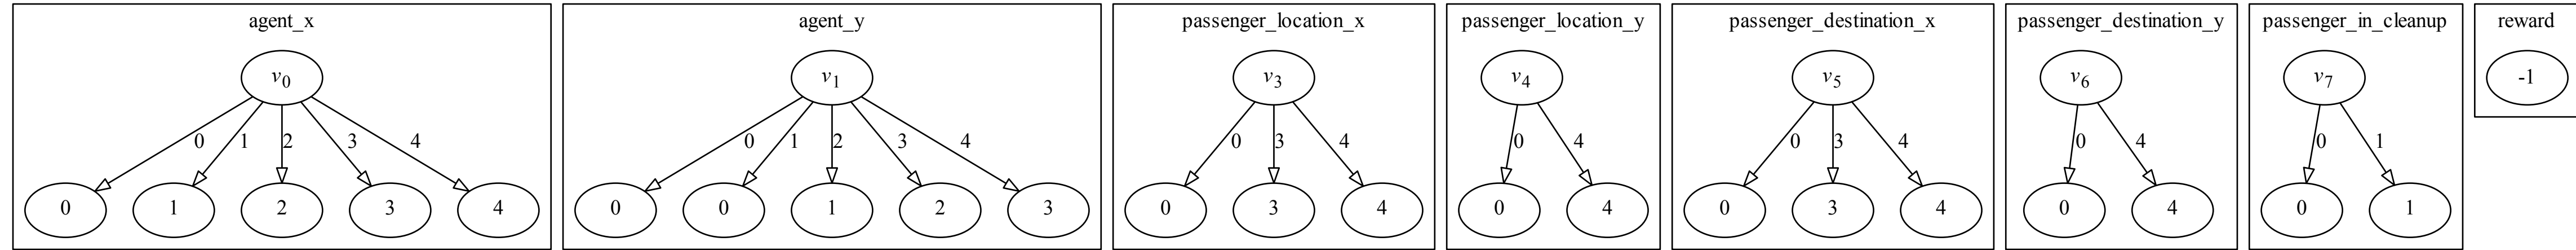 agent_x
v0
0 1 2 3 4
0 1 2 3 4
agent_y
v1
0 1 2 3 4
0 0 1 2 3
passenger_location_x
v3
0 3 4
0 3 4
passenger_location_y
v4
0 4
0 4
passenger_destination_x
v5
0 3 4
0 3 4
passenger_destination_y
v6
0 4
0 4
passenger_in_cleanup
v7
0 1
0 1
reward
-1